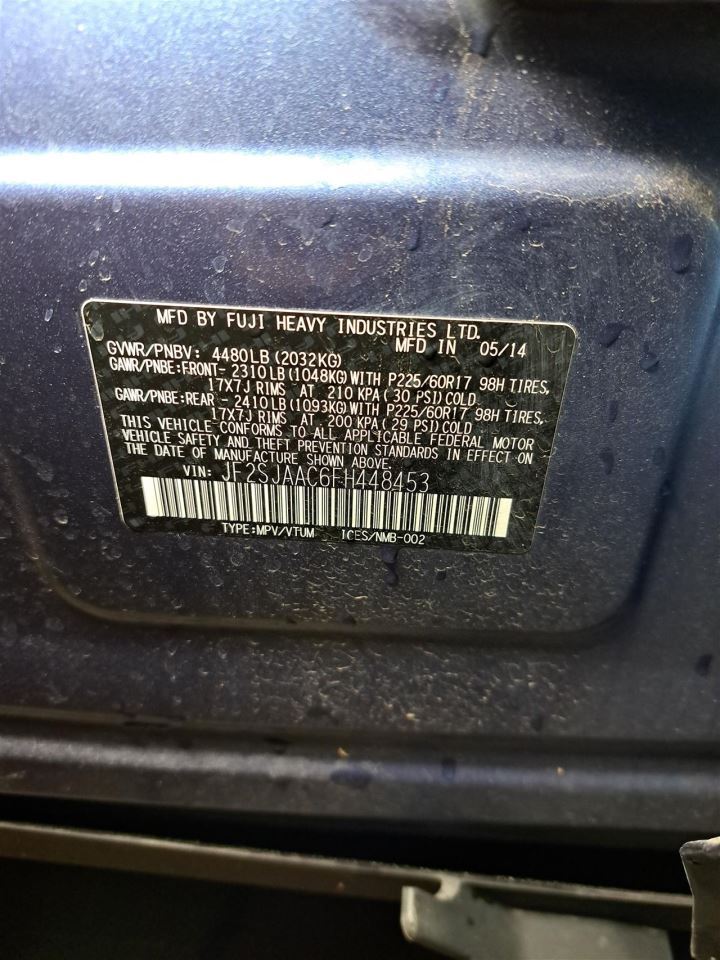 MFD BY FUJI HEAVY INDUSTRIES LTD.
GVWR/PNBV: 4480LB (2032KG) MFD IN 05/14
GAWR/PNBE:FRONT- 2310LB (1048KG) WITH P225/60R17 98H TIRES,
17X7J RIMS AT 210 KPA ( 30 PSI) COLD
GAWR/PNBE:REAR - 2410LB (1093KG) WITH P225/60R17 98H TIRES,
17X7J RIMS AT 200 KPA ( 29 PSI) COLD
THIS VEHICLE CONFORMS TO ALL APPLICABLE FEDERAL MOTOR
VEHICLE SAFETY AND THEFT PREVENTION STANDARDS IN EFFECT ON
THE DATE OF MANUFACTURE SHOWN ABOVE.
VIN: JF2SJAAC6FH448453
TYPE:MPV/VTUM ICES/NMB-002